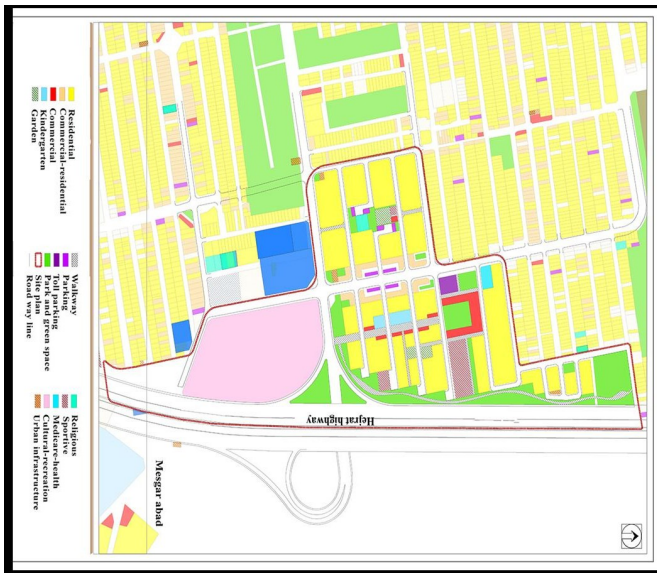 Residential
Commercial-residential
Commercial
Kindergarten
Garden
Walkway
Parking
Toll parking
Park and green space
Site plan
Road way line
Religious
Sportive
Medicare-health
Cultural-recreation
Urban infrastructure
Hejrat highway
Mesgar abad